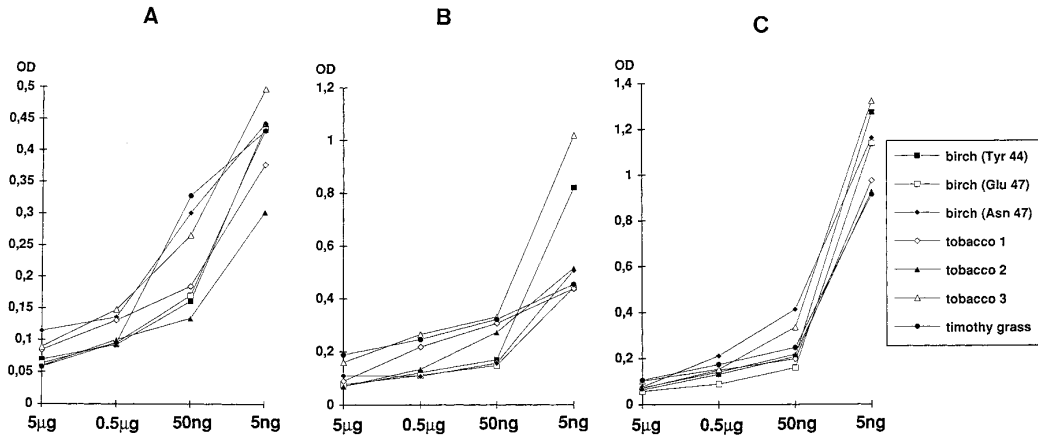 A
B
C
OD
0,5
0,45
0,4
0,35
0,3
0,25
0,2
0,15
0,1
0,05
0
5µg
0.5µg
50ng
5ng
OD
1,2
1
0,8
0,6
0,4
0,2
0
5µg
0.5µg
50ng
5ng
OD
1,4
1,2
1
0,8
0,6
0,4
0,2
0
5µg
0.5µg
50ng
5ng
birch (Tyr 44)
birch (Glu 47)
birch (Asn 47)
tobacco 1
tobacco 2
tobacco 3
timothy grass